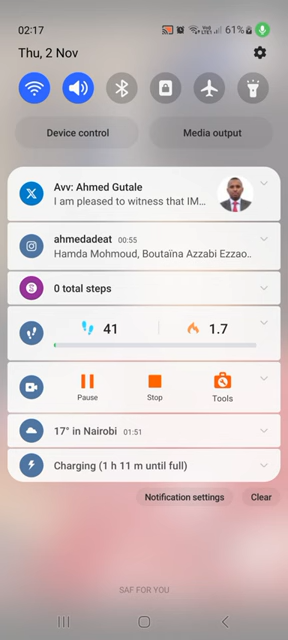 02:17
61%
Thu, 2 Nov
Device control
Media output
Avv: Ahmed Gutale
I am pleased to witness that IM...
ahmedadeat 00:55
Hamda Mohmoud, Boutaïna Azzabi Ezzao..
0 total steps
41
1.7
Pause
Stop
Tools
17° in Nairobi 01:51
Charging (1 h 11 m until full)
Notification settings
Clear
SAF FOR YOU